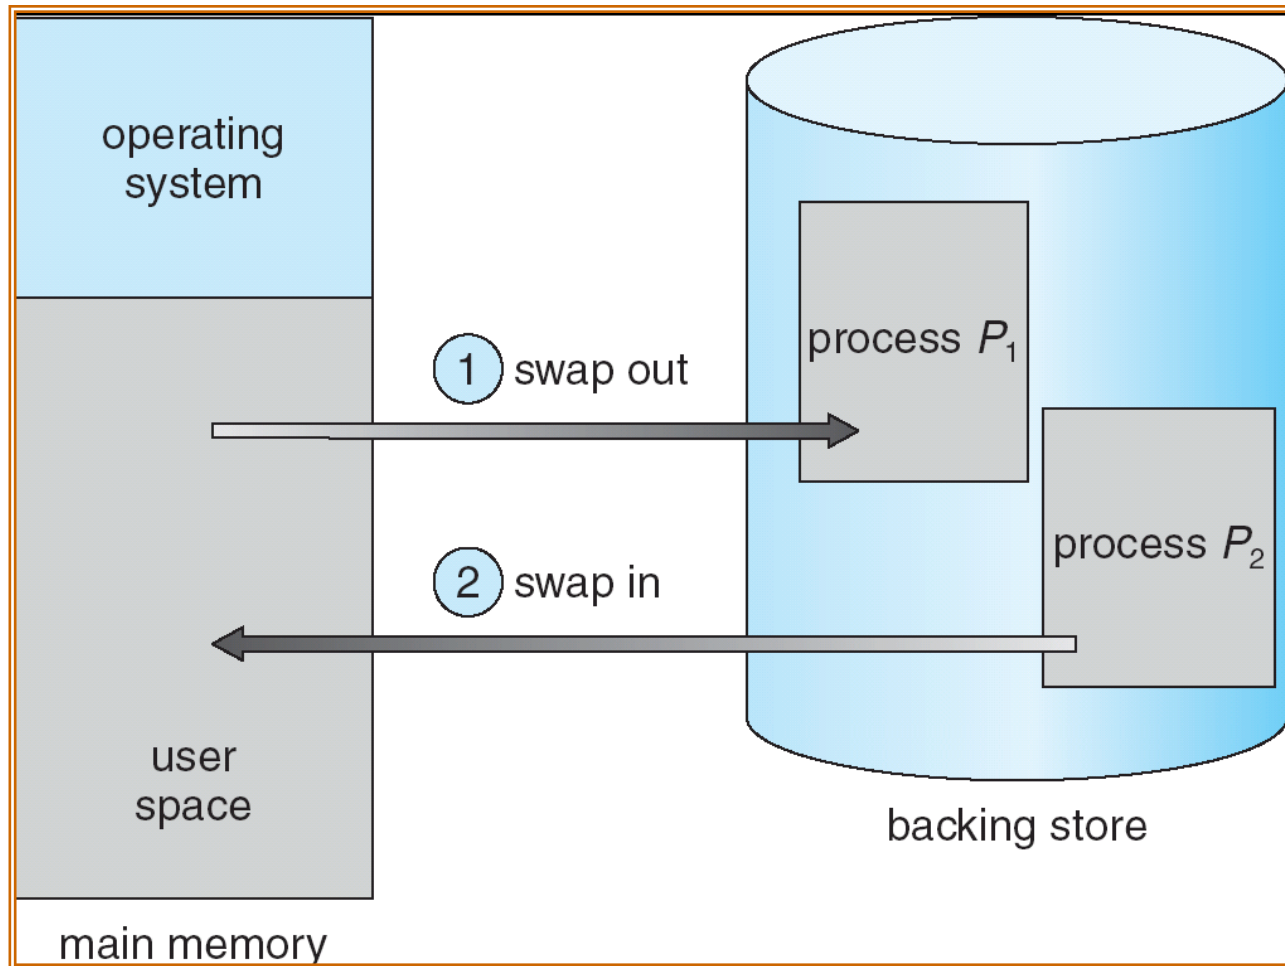 operating
system
process P1
1 swap out
process P2
2 swap in
user
space
backing store
main memory